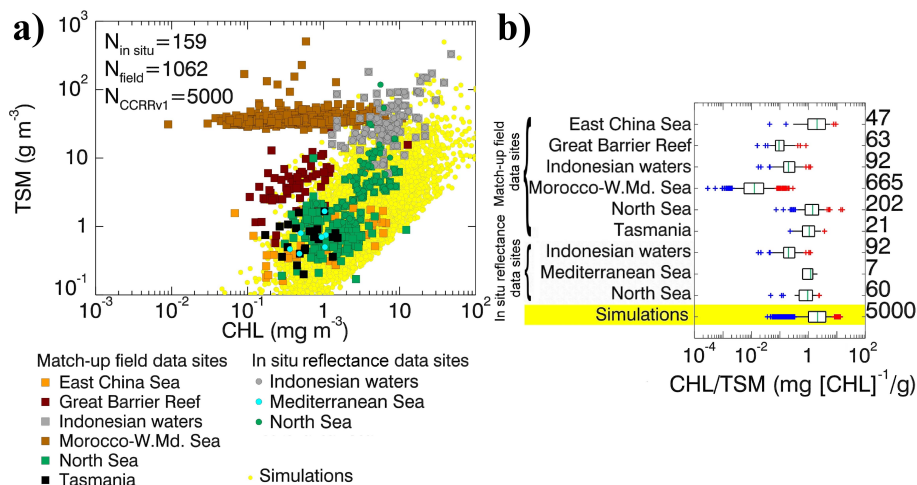 a)
N in situ=159
N field=1062
N CCRRv1=5000
10³
10²
10
1
10⁻¹
TSM (g m⁻³)
10⁻³
10⁻²
10⁻¹
1
10
100
CHL (mg m⁻³)
Match-up field data sites
East China Sea
Great Barrier Reef
Indonesian waters
Morocco-W.Md. Sea
North Sea
Tasmania
In situ reflectance data sites
Indonesian waters
Mediterranean Sea
North Sea
Simulations
b)
Match-up field
data sites
In situ reflectance
data sites
East China Sea 47
Great Barrier Reef 63
Indonesian waters 92
Morocco-W.Md. Sea 665
North Sea 202
Tasmania 21
Indonesian waters 92
Mediterranean Sea 7
North Sea 60
Simulations 5000
10⁻⁴ 10⁻² 1 10²
CHL/TSM (mg [CHL]⁻¹/g)